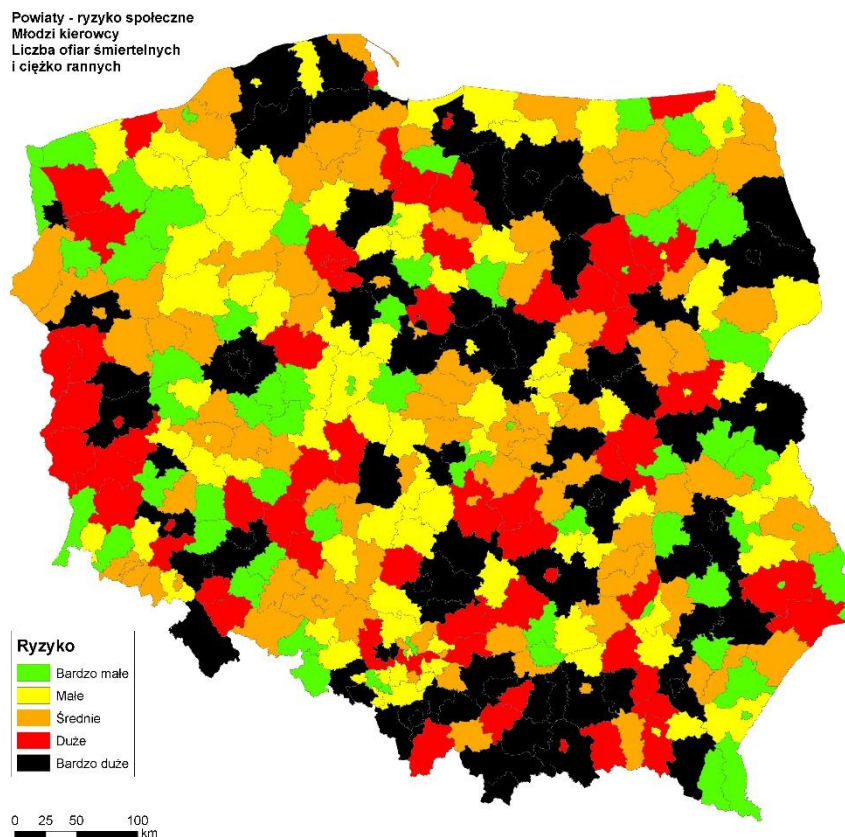 Powiaty - ryzyko społeczne
Młodzi kierowcy
Liczba ofiar śmiertelnych
i ciężko rannych
Ryzyko
Bardzo małe
Małe
Średnie
Duże
Bardzo duże
0 25 50 100
km